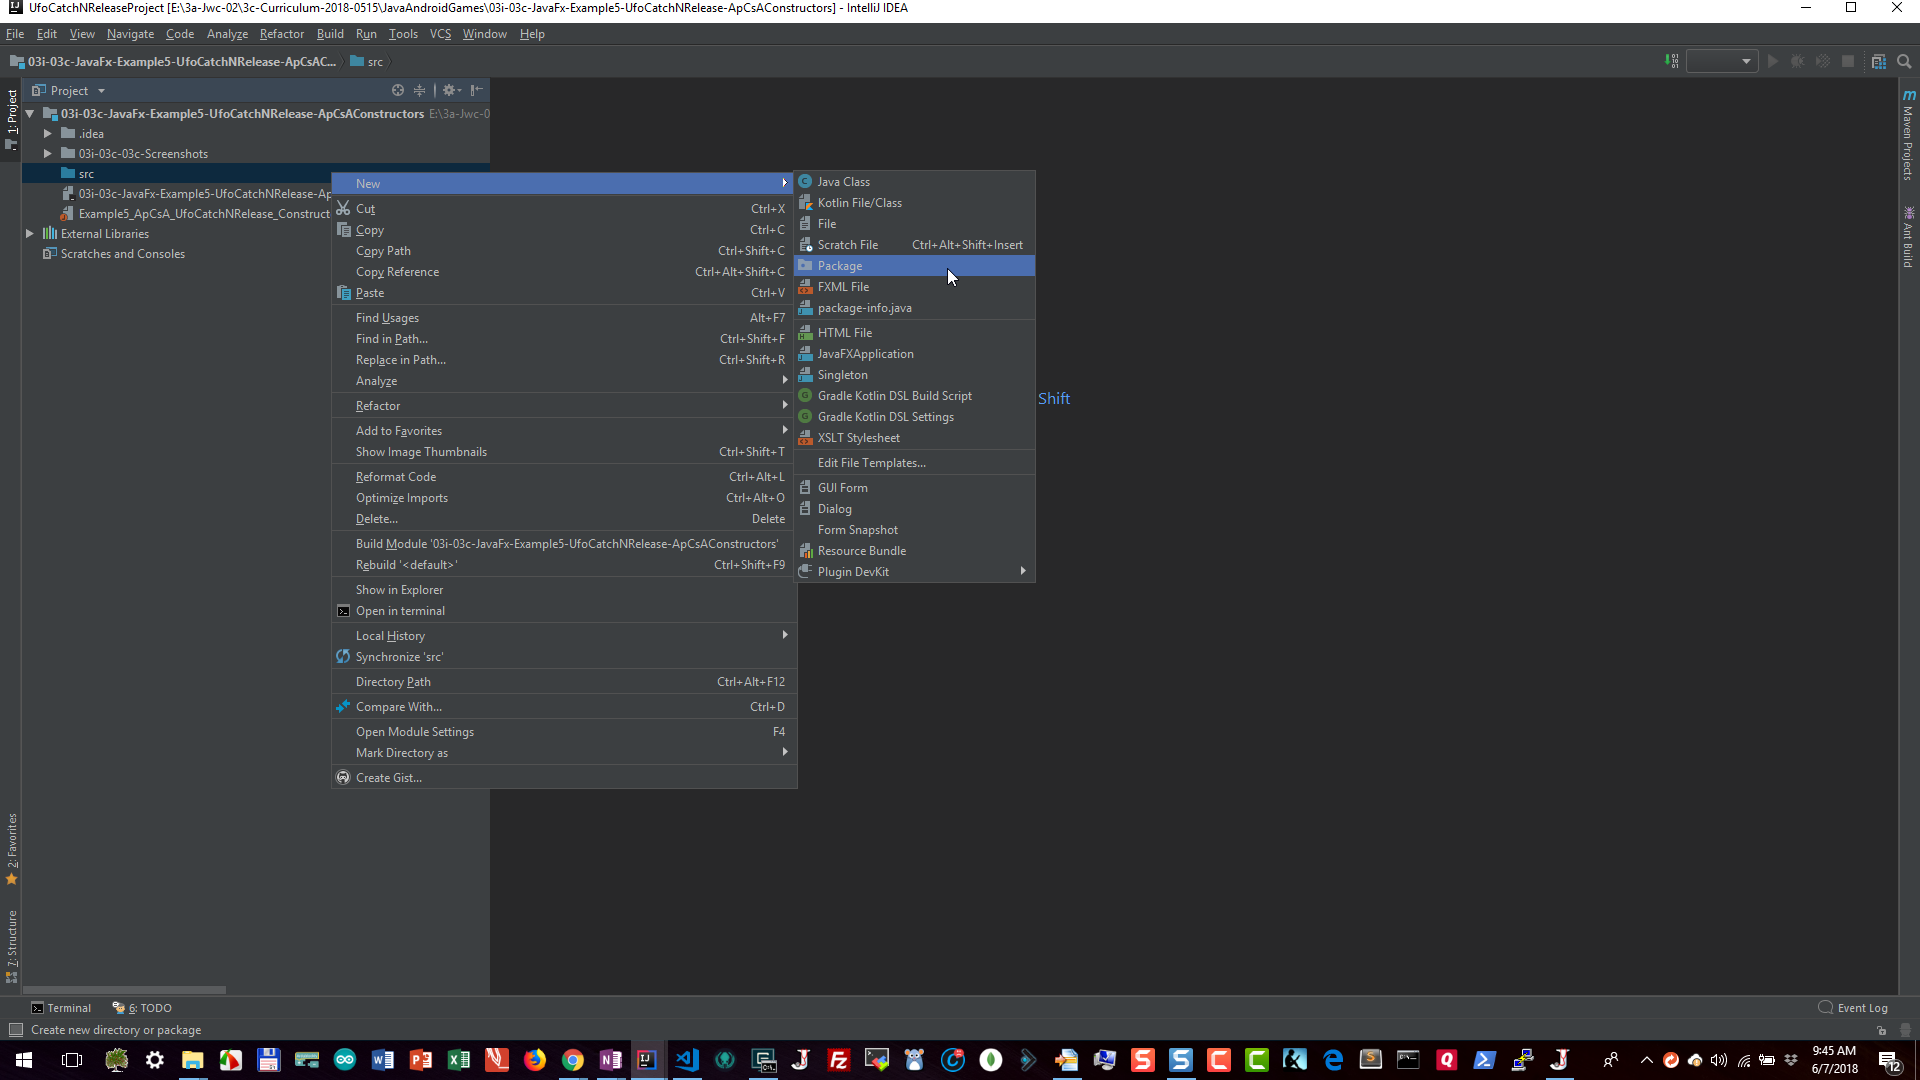 UfoCatchNReleaseProject [E:\3a-Jwc-02\3c-Curriculum-2018-0515\JavaAndroidGames\03i-03c-JavaFx-Example5-UfoCatchNRelease-ApCsAConstructors] - IntelliJ IDEA
File Edit View Navigate Code Analyze Refactor Build Run Tools VCS Window Help
03i-03c-JavaFx-Example5-UfoCatchNRelease-ApCsAC... src
1: Project
Project
03i-03c-JavaFx-Example5-UfoCatchNRelease-ApCsAConstructors E:\3a-Jwc-0
.idea
03i-03c-03c-Screenshots
src
03i-03c-JavaFx-Example5-UfoCatchNRelease-Ap
Example5_ApCsA_UfoCatchNRelease_Construct
External Libraries
Scratches and Consoles
New
Cut Ctrl+X
Copy Ctrl+C
Copy Path Ctrl+Shift+C
Copy Reference Ctrl+Alt+Shift+C
Paste Ctrl+V
Find Usages Alt+F7
Find in Path... Ctrl+Shift+F
Replace in Path... Ctrl+Shift+R
Analyze
Refactor
Add to Favorites
Show Image Thumbnails Ctrl+Shift+T
Reformat Code Ctrl+Alt+L
Optimize Imports Ctrl+Alt+O
Delete... Delete
Build Module '03i-03c-JavaFx-Example5-UfoCatchNRelease-ApCsAConstructors'
Rebuild '<default>' Ctrl+Shift+F9
Show in Explorer
Open in terminal
Local History
Synchronize 'src'
Directory Path Ctrl+Alt+F12
Compare With... Ctrl+D
Open Module Settings F4
Mark Directory as
Create Gist...
Java Class
Kotlin File/Class
File
Scratch File Ctrl+Alt+Shift+Insert
Package
FXML File
package-info.java
HTML File
JavaFXApplication
Singleton
Gradle Kotlin DSL Build Script
Gradle Kotlin DSL Settings
XSLT Stylesheet
Edit File Templates...
GUI Form
Dialog
Form Snapshot
Resource Bundle
Plugin DevKit
Shift
Maven Projects
Ant Build
2: Favorites
7: Structure
Terminal 6: TODO Event Log
Create new directory or package
9:45 AM
6/7/2018
12